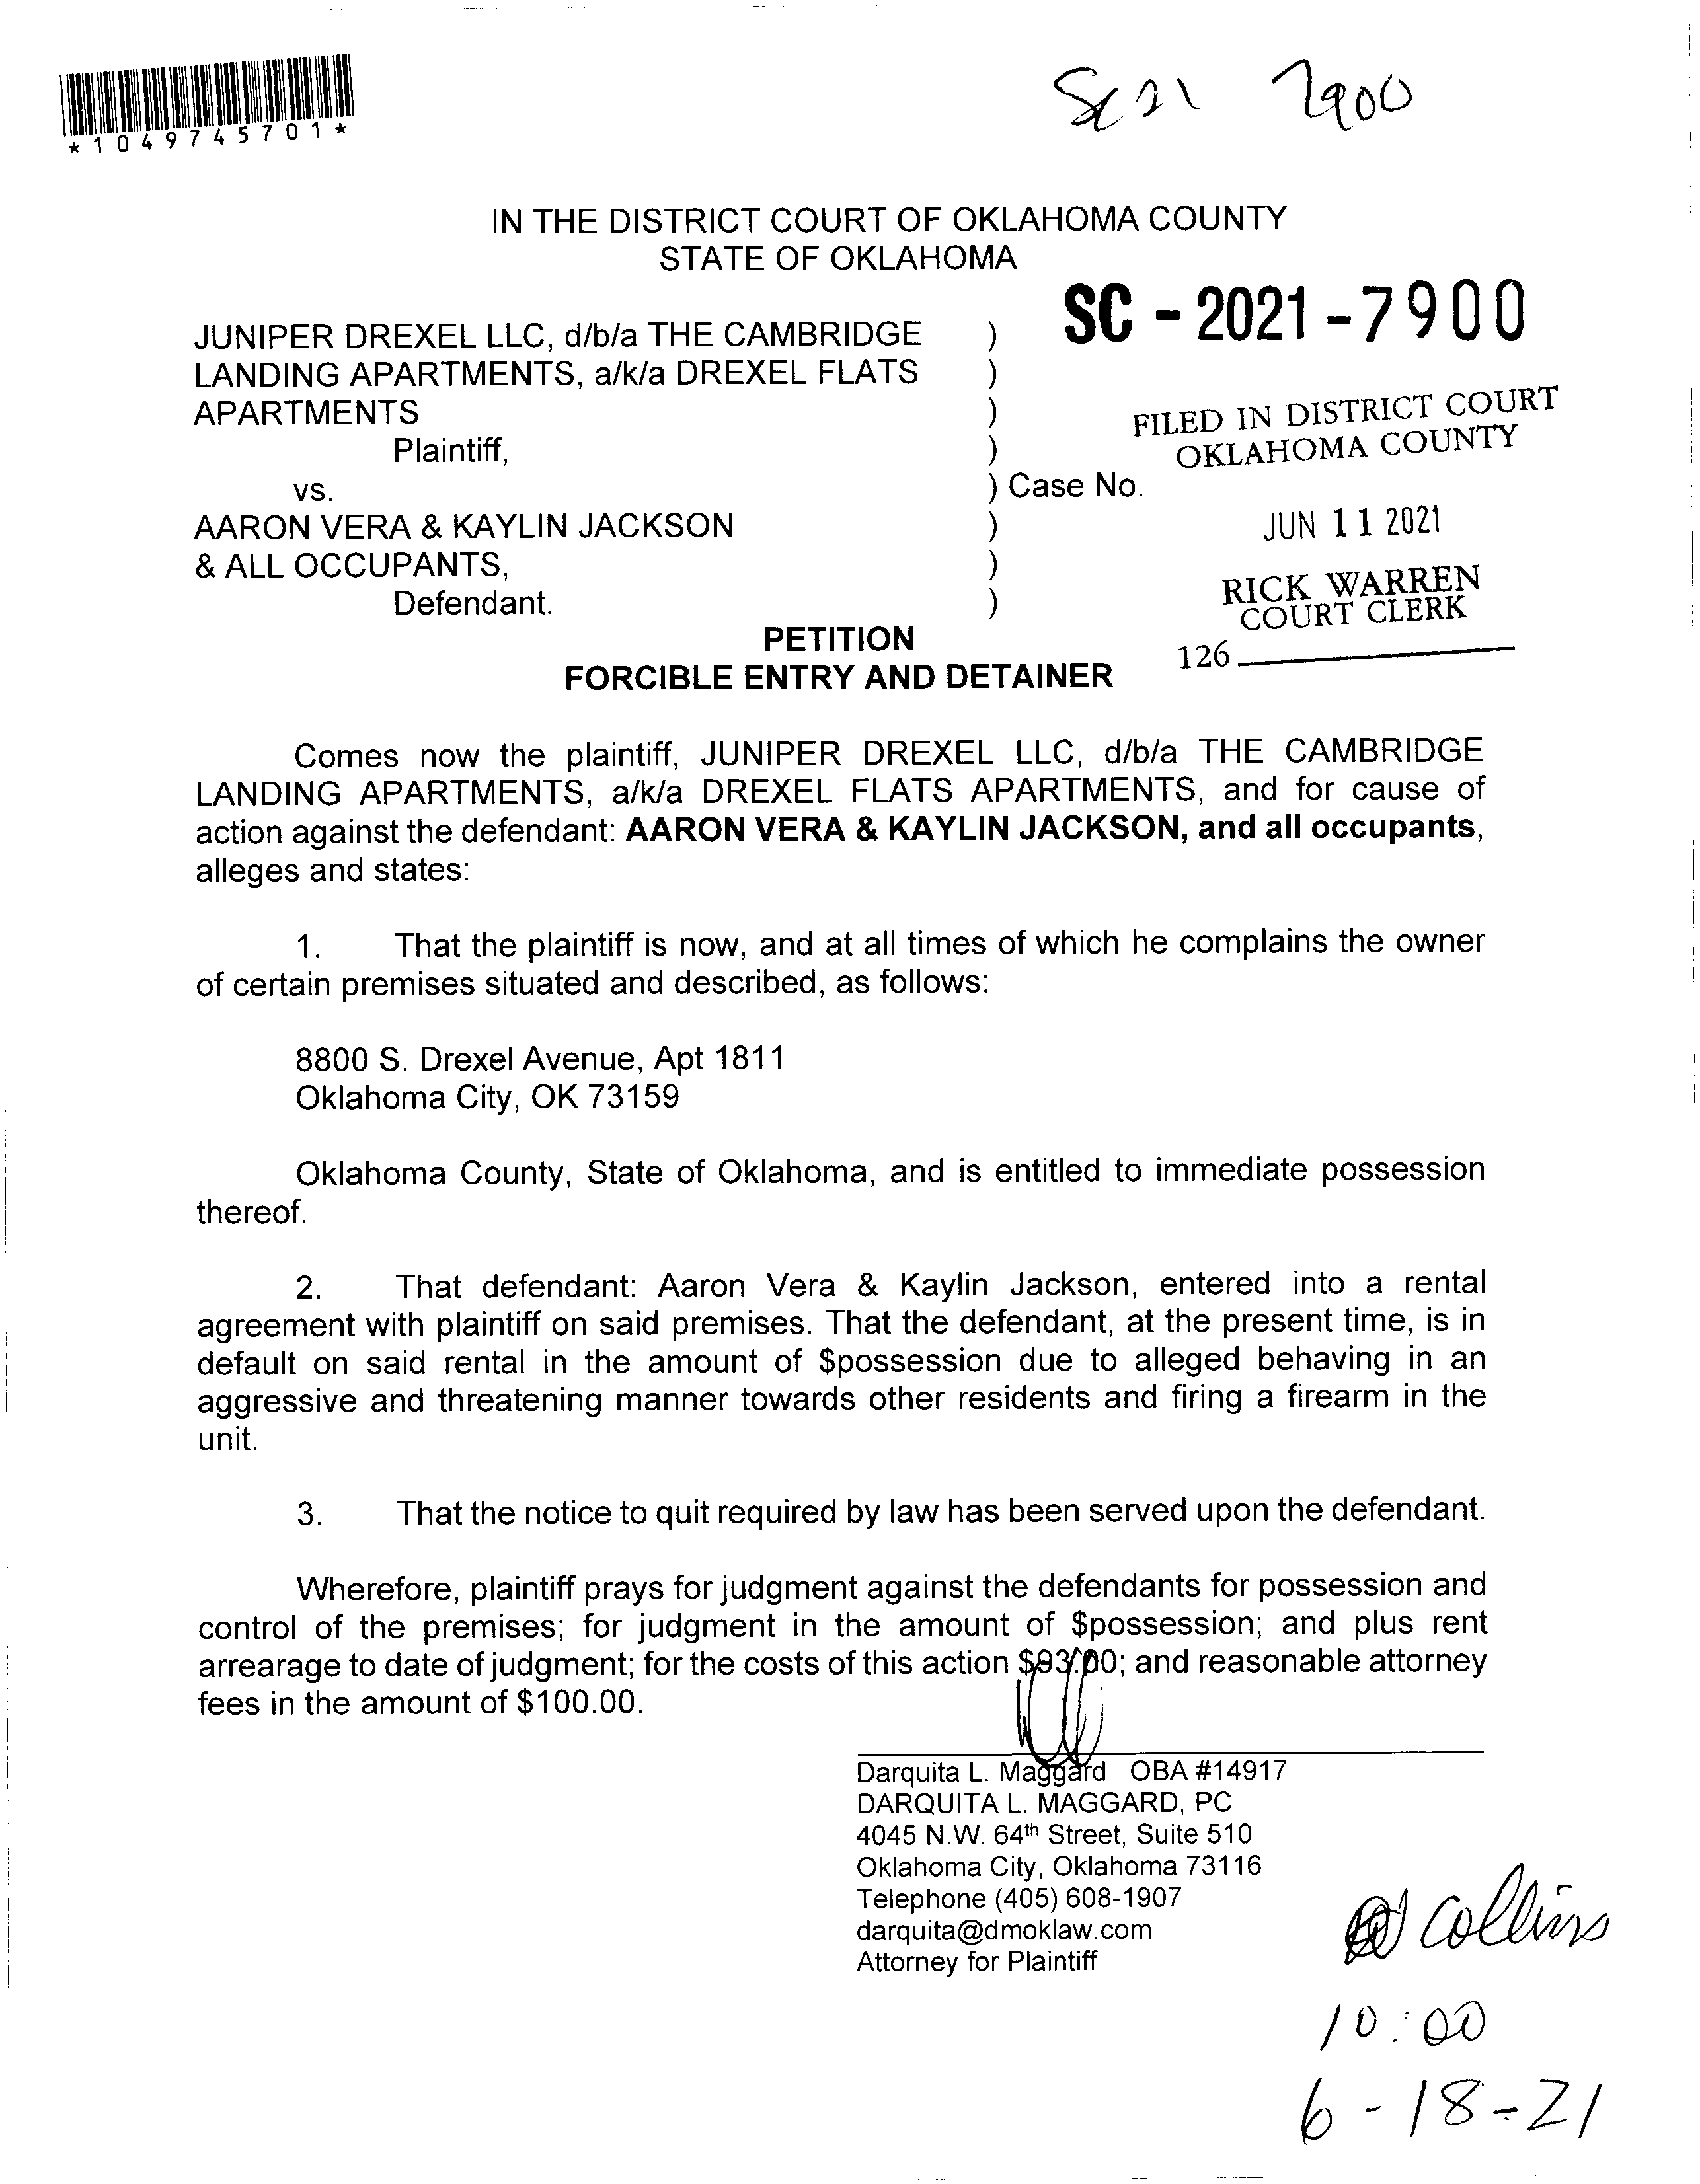 *1049745701*
SC21 7900
IN THE DISTRICT COURT OF OKLAHOMA COUNTY
STATE OF OKLAHOMA
SC - 2021 - 7900
JUNIPER DREXEL LLC, d/b/a THE CAMBRIDGE )
LANDING APARTMENTS, a/k/a DREXEL FLATS )
APARTMENTS )
Plaintiff, )
vs. ) Case No.
AARON VERA & KAYLIN JACKSON )
& ALL OCCUPANTS, )
Defendant. )
FILED IN DISTRICT COURT
OKLAHOMA COUNTY
JUN 11 2021
RICK WARREN
COURT CLERK
126
PETITION
FORCIBLE ENTRY AND DETAINER
Comes now the plaintiff, JUNIPER DREXEL LLC, d/b/a THE CAMBRIDGE
LANDING APARTMENTS, a/k/a DREXEL FLATS APARTMENTS, and for cause of
action against the defendant: AARON VERA & KAYLIN JACKSON, and all occupants,
alleges and states:
1. That the plaintiff is now, and at all times of which he complains the owner
of certain premises situated and described, as follows:
8800 S. Drexel Avenue, Apt 1811
Oklahoma City, OK 73159
Oklahoma County, State of Oklahoma, and is entitled to immediate possession
thereof.
2. That defendant: Aaron Vera & Kaylin Jackson, entered into a rental
agreement with plaintiff on said premises. That the defendant, at the present time, is in
default on said rental in the amount of $possession due to alleged behaving in an
aggressive and threatening manner towards other residents and firing a firearm in the
unit.
3. That the notice to quit required by law has been served upon the defendant.
Wherefore, plaintiff prays for judgment against the defendants for possession and
control of the premises; for judgment in the amount of $possession; and plus rent
arrearage to date of judgment; for the costs of this action $93.00; and reasonable attorney
fees in the amount of $100.00.
Darquita L. Maggard OBA #14917
DARQUITA L. MAGGARD, PC
4045 N.W. 64th Street, Suite 510
Oklahoma City, Oklahoma 73116
Telephone (405) 608-1907
darquita@dmoklaw.com
Attorney for Plaintiff
Collins
10:00
6-18-21